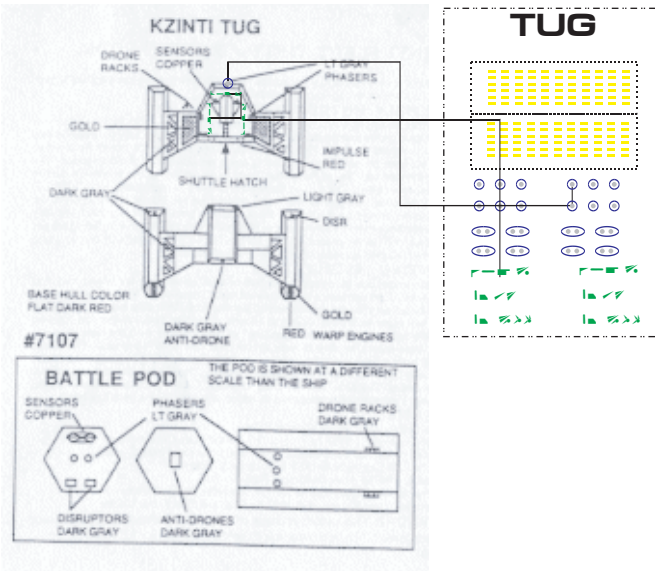 KZINTI TUG
TUG
DRONE
RACKS
SENSORS
COPPER
LT GRAY
PHASERS
GOLD
IMPULSE
RED
SHUTTLE HATCH
DARK GRAY
LIGHT GRAY
DISR
BASE HULL COLOR
FLAT DARK RED
GOLD
RED WARP ENGINES
DARK GRAY
ANTI-DRONE
#7107
BATTLE POD
THE POD IS SHOWN AT A DIFFERENT
SCALE THAN THE SHIP
SENSORS
COPPER
PHASERS
LT GRAY
DRONE RACKS
DARK GRAY
DISRUPTORS
DARK GRAY
ANTI-DRONES
DARK GRAY